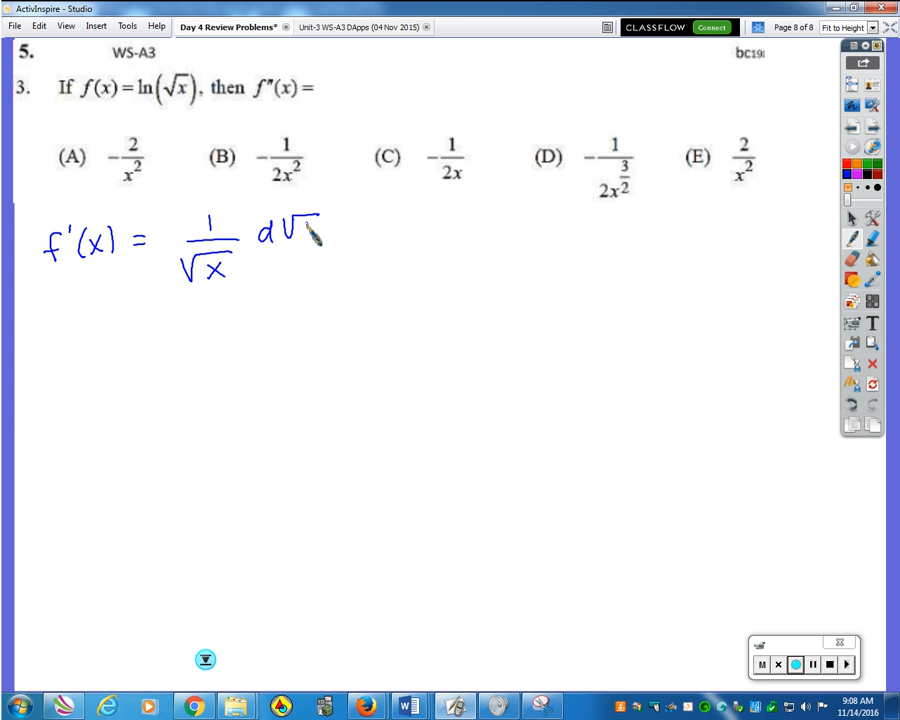 ActivInspire - Studio
File Edit View Insert Tools Help
Day 4 Review Problems*
Unit-3 WS-A3 DApps (04 Nov 2015)
CLASSFLOW Connect
Page 8 of 8 Fit to Height
5. WS-A3 bc19
3. If f(x)=ln(√x), then f″(x)=
(A) -2/x² (B) -1/2x² (C) -1/2x (D) -1/2x^(3/2) (E) 2/x²
f'(x) = 1/√x d√
M
9:08 AM
11/14/2016